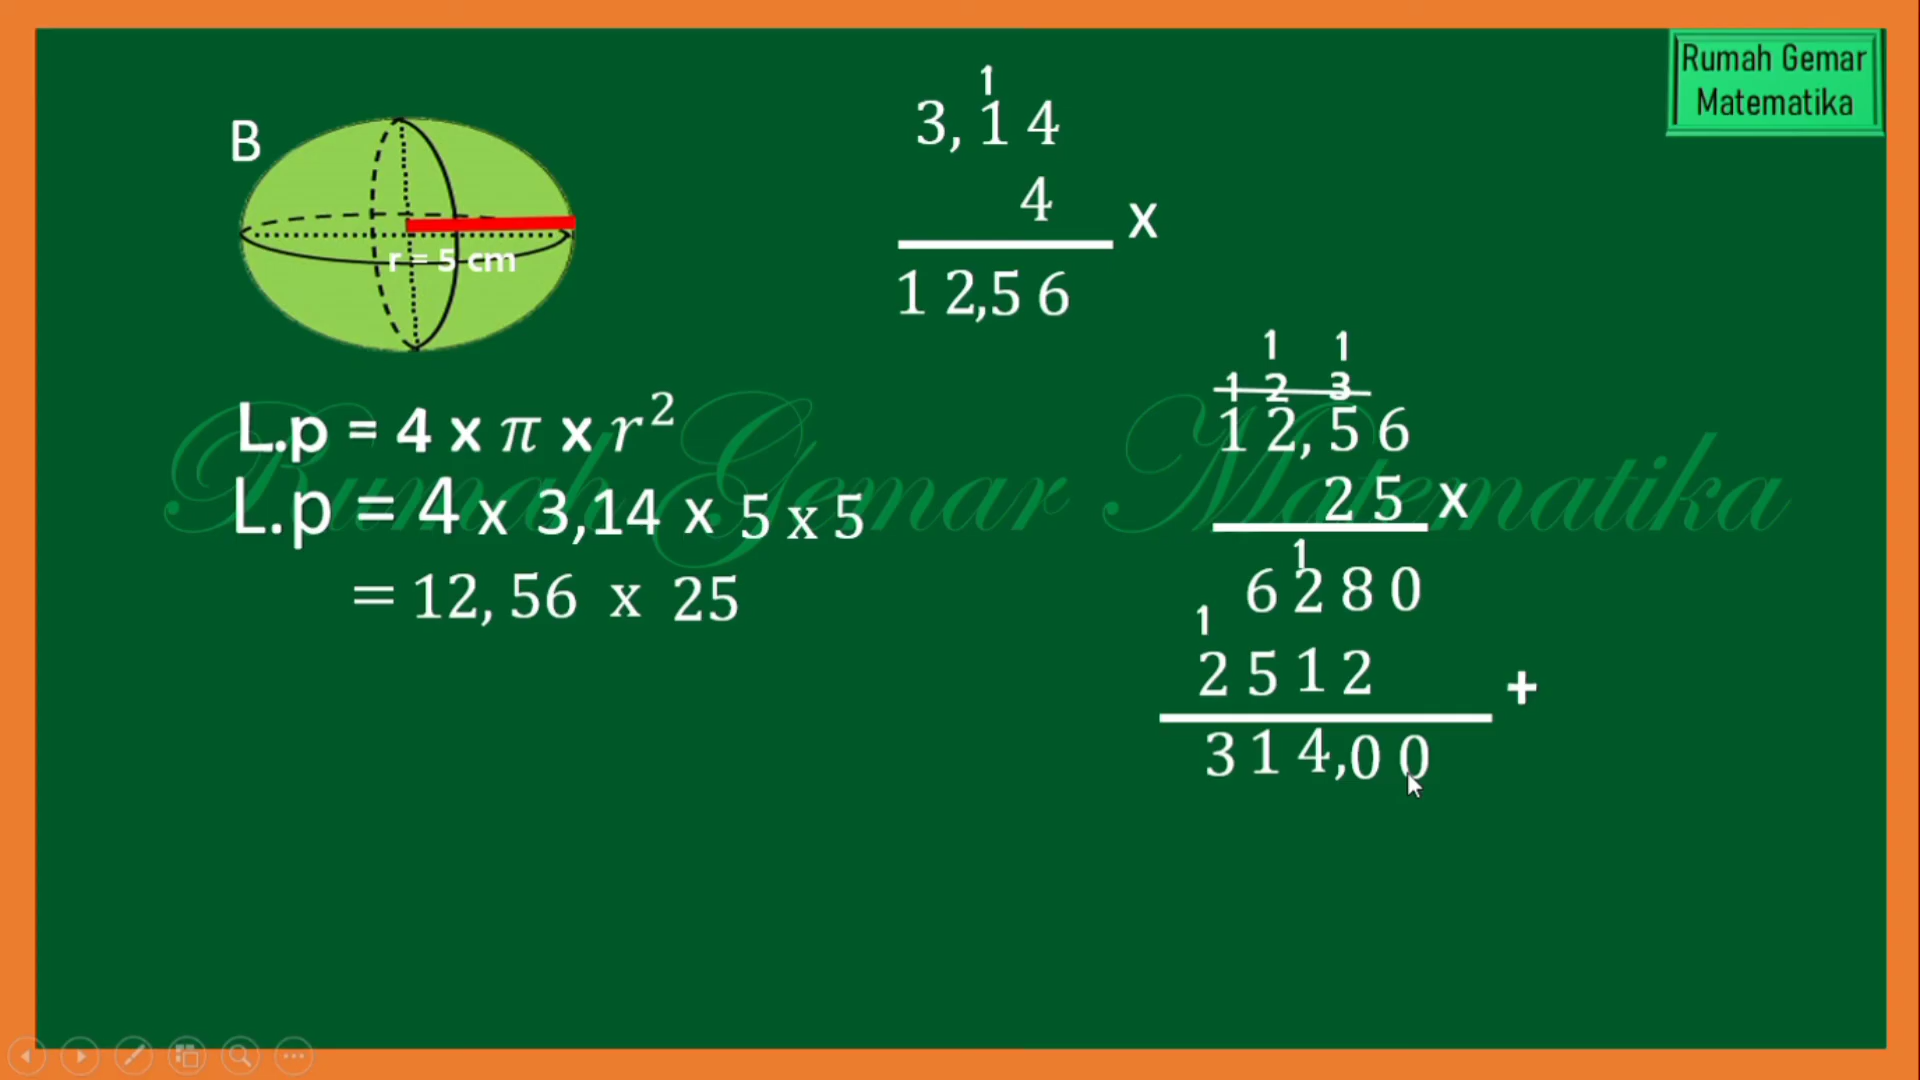 Rumah Gemar
Matematika
B
r = 5 cm
1
3, 1 4
4 x
1 2,5 6
L.p = 4 x π x r²
L.p = 4 x 3,14 x 5 x 5
= 12, 56 x 25
1 1
1 2 3
1 2, 5 6
2 5 x
1
6 2 8 0
1
2 5 1 2 +
3 1 4,0 0
Rumah Gemar Matematika